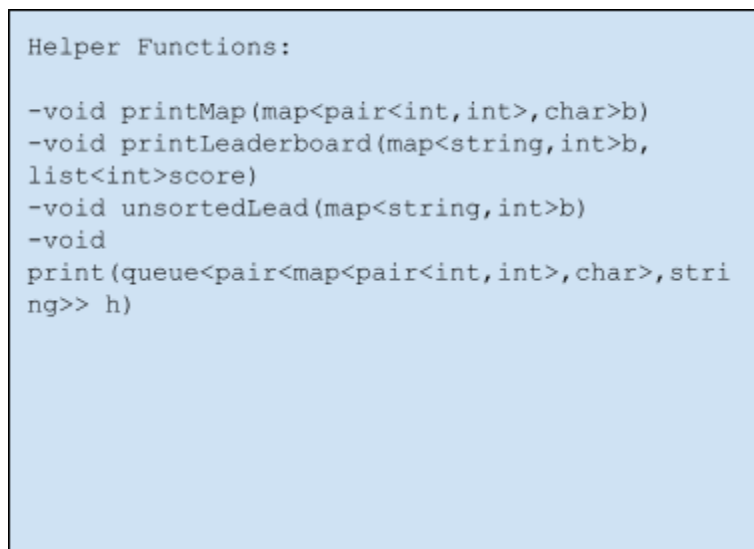 Helper Functions:
-void printMap(map<pair<int,int>,char>b)
-void printLeaderboard(map<string,int>b,
list<int>score)
-void unsortedLead(map<string,int>b)
-void
print(queue<pair<map<pair<int,int>,char>,stri
ng>> h)